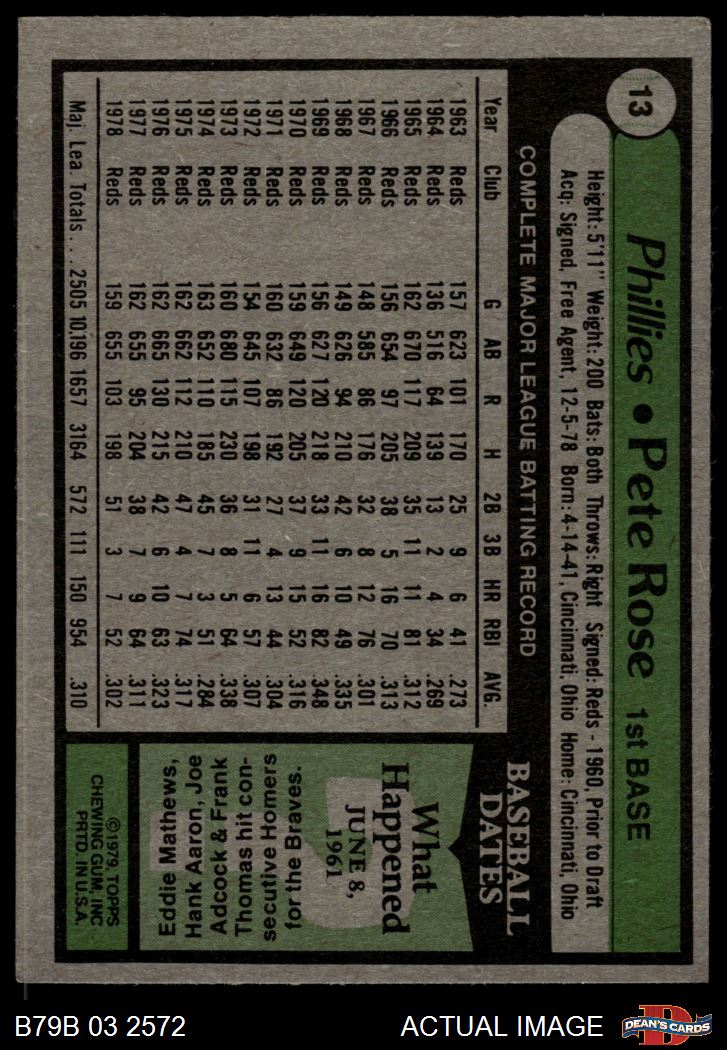 13
Phillies • Pete Rose 1st BASE
Height: 5'11" Weight: 200 Bats: Both Throws: Right Signed: Reds - 1960, Prior to Draft
Acq: Signed, Free Agent, 12-5-78 Born: 4-14-41, Cincinnati, Ohio Home: Cincinnati, Ohio
COMPLETE MAJOR LEAGUE BATTING RECORD
Year Club G AB R H 2B 3B HR RBI AVG.
1963 Reds 157 623 101 170 25 9 6 41 .273
1964 Reds 136 516 64 139 13 2 4 34 .269
1965 Reds 162 670 117 209 35 11 11 81 .312
1966 Reds 156 654 97 205 38 5 16 70 .313
1967 Reds 148 585 86 176 32 8 12 76 .301
1968 Reds 149 626 94 210 42 6 10 49 .335
1969 Reds 156 627 120 218 33 11 16 82 .348
1970 Reds 159 649 120 205 37 9 15 52 .316
1971 Reds 160 632 86 192 27 4 13 44 .304
1972 Reds 154 645 107 198 31 11 6 57 .307
1973 Reds 160 680 115 230 36 8 5 64 .338
1974 Reds 163 652 110 185 45 7 3 51 .284
1975 Reds 162 662 112 210 47 4 7 74 .317
1976 Reds 162 665 130 215 42 6 10 63 .323
1977 Reds 162 655 95 204 38 7 9 64 .311
1978 Reds 159 655 103 198 51 3 7 52 .302
Maj. Lea. Totals ... 2505 10,196 1657 3164 572 111 150 954 .310
BASEBALL
DATES
What
Happened
JUNE 8,
1961
Eddie Mathews,
Hank Aaron, Joe
Adcock & Frank
Thomas hit con-
secutive Homers
for the Braves.
©1979, TOPPS
CHEWING GUM, INC.
PRTD. IN U.S.A.
B79B 03 2572 ACTUAL IMAGE
D
DEAN'S CARDS